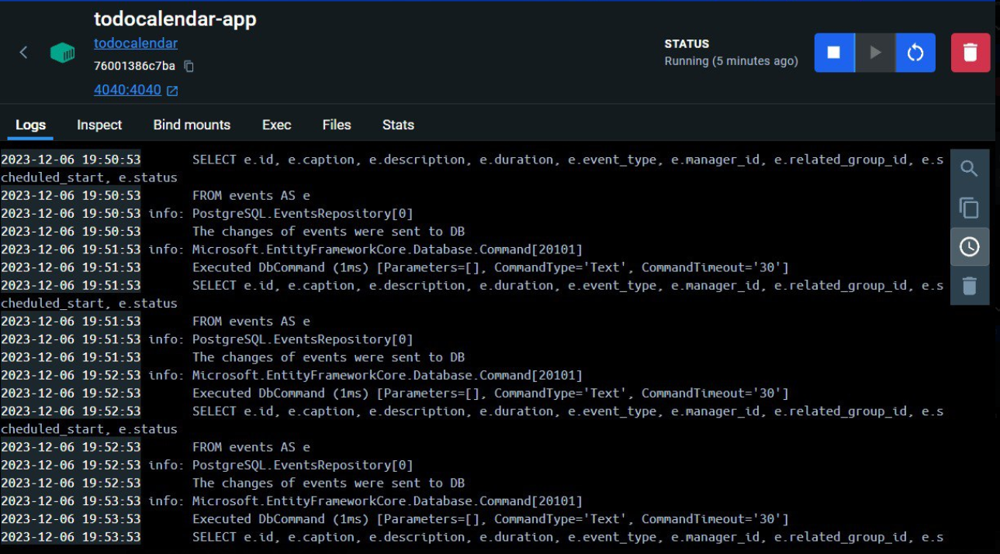 todocalendar-app
todocalendar
76001386c7ba
4040:4040
STATUS
Running (5 minutes ago)
Logs Inspect Bind mounts Exec Files Stats
2023-12-06 19:50:53 SELECT e.id, e.caption, e.description, e.duration, e.event_type, e.manager_id, e.related_group_id, e.s
cheduled_start, e.status
2023-12-06 19:50:53 FROM events AS e
2023-12-06 19:50:53 info: PostgreSQL.EventsRepository[0]
2023-12-06 19:50:53 The changes of events were sent to DB
2023-12-06 19:51:53 info: Microsoft.EntityFrameworkCore.Database.Command[20101]
2023-12-06 19:51:53 Executed DbCommand (1ms) [Parameters=[], CommandType='Text', CommandTimeout='30']
2023-12-06 19:51:53 SELECT e.id, e.caption, e.description, e.duration, e.event_type, e.manager_id, e.related_group_id, e.s
cheduled_start, e.status
2023-12-06 19:51:53 FROM events AS e
2023-12-06 19:51:53 info: PostgreSQL.EventsRepository[0]
2023-12-06 19:51:53 The changes of events were sent to DB
2023-12-06 19:52:53 info: Microsoft.EntityFrameworkCore.Database.Command[20101]
2023-12-06 19:52:53 Executed DbCommand (1ms) [Parameters=[], CommandType='Text', CommandTimeout='30']
2023-12-06 19:52:53 SELECT e.id, e.caption, e.description, e.duration, e.event_type, e.manager_id, e.related_group_id, e.s
cheduled_start, e.status
2023-12-06 19:52:53 FROM events AS e
2023-12-06 19:52:53 info: PostgreSQL.EventsRepository[0]
2023-12-06 19:52:53 The changes of events were sent to DB
2023-12-06 19:53:53 info: Microsoft.EntityFrameworkCore.Database.Command[20101]
2023-12-06 19:53:53 Executed DbCommand (1ms) [Parameters=[], CommandType='Text', CommandTimeout='30']
2023-12-06 19:53:53 SELECT e.id, e.caption, e.description, e.duration, e.event_type, e.manager_id, e.related_group_id, e.s